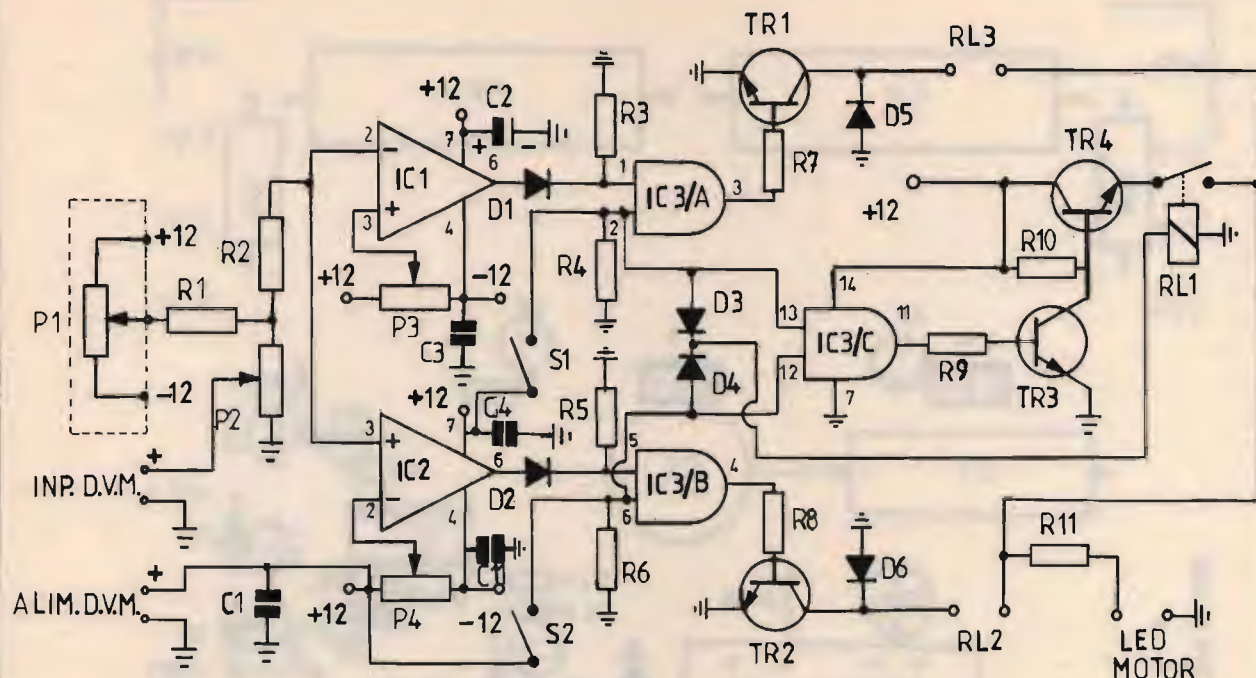 TR1
RL3
+12
C2
R3
7
+
-
2
-
6
D5
R7
TR4
IC1
1
IC3/A
3
3
+
D1
2
+12
R2
4
R4
+12
+12
-12
R10
R1
14
RL1
P1
P3
D3
13
11
C3
IC3/C
S1
R9
-12
D4
12
TR3
+12
C4
R5
7
P2
7
3
+
6
5
IC2
4
IC3/B
INP. D.V.M.
+
D2
2
-
4
6
R8
R11
R6
D6
+
ALIM. D.V.M.
C1
+12
P4
-12
S2
TR2
RL2
LED
MOTOR